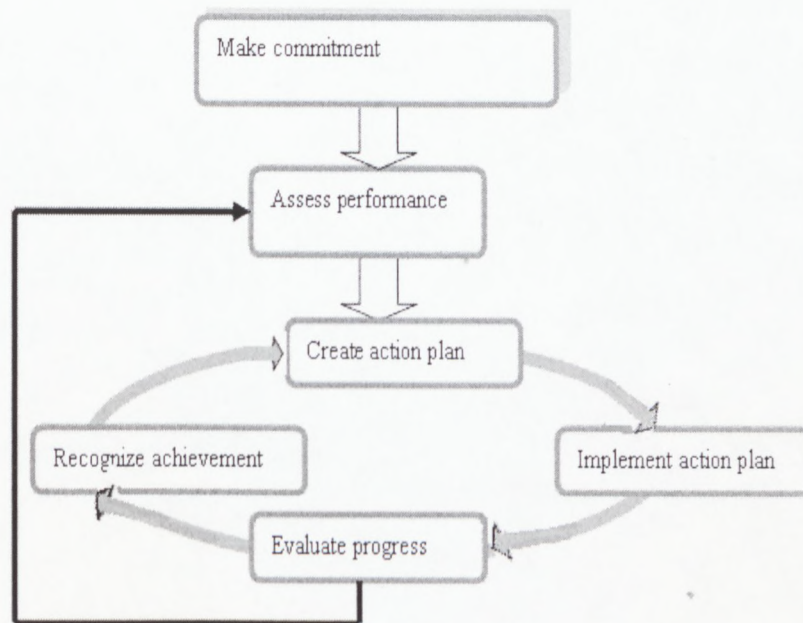 Make commitment
Assess performance
Create action plan
Recognize achievement
Implement action plan
Evaluate progress